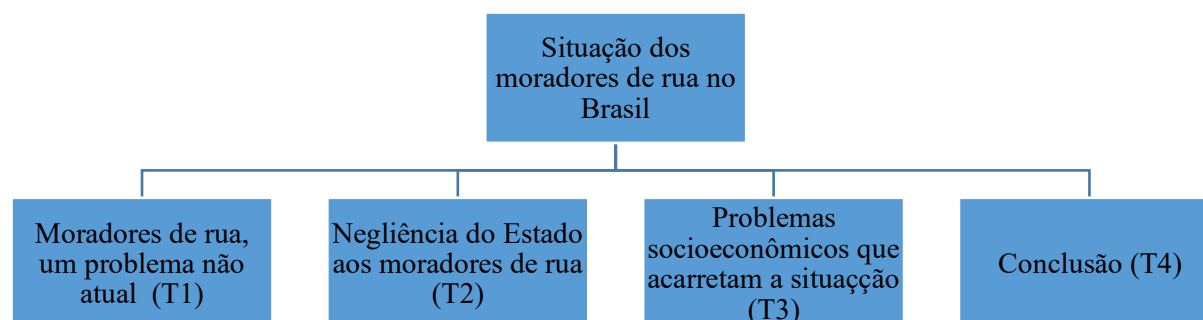 Situação dos
moradores de rua no
Brasil
Moradores de rua,
um problema não
atual (T1)
Negliência do Estado
aos moradores de rua
(T2)
Problemas
socioeconômicos que
acarretam a situaçção
(T3)
Conclusão (T4)